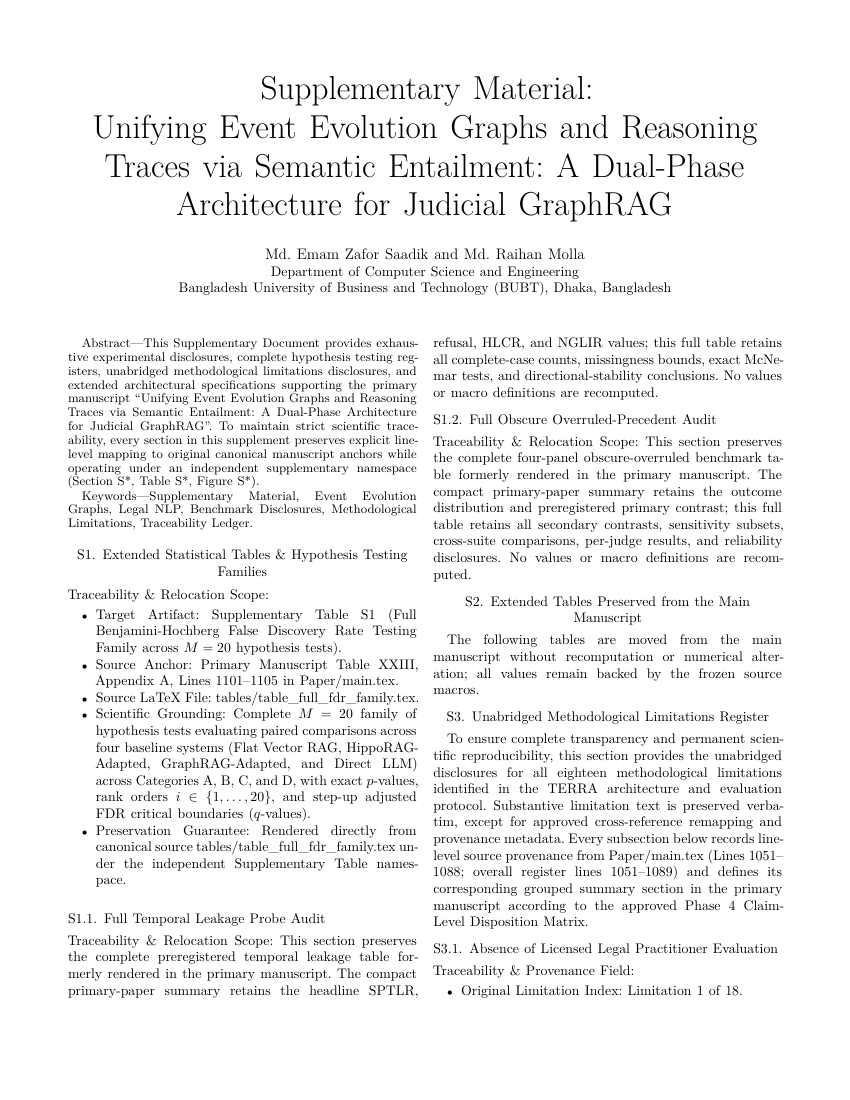 Supplementary Material:
Unifying Event Evolution Graphs and Reasoning
Traces via Semantic Entailment: A Dual-Phase
Architecture for Judicial GraphRAG
Md. Emam Zafor Saadik and Md. Raihan Molla
Department of Computer Science and Engineering
Bangladesh University of Business and Technology (BUBT), Dhaka, Bangladesh
Abstract—This Supplementary Document provides exhaus-
tive experimental disclosures, complete hypothesis testing reg-
isters, unabridged methodological limitations disclosures, and
extended architectural specifications supporting the primary
manuscript “Unifying Event Evolution Graphs and Reasoning
Traces via Semantic Entailment: A Dual-Phase Architecture
for Judicial GraphRAG”. To maintain strict scientific trace-
ability, every section in this supplement preserves explicit line-
level mapping to original canonical manuscript anchors while
operating under an independent supplementary namespace
(Section S*, Table S*, Figure S*).
Keywords—Supplementary Material, Event Evolution
Graphs, Legal NLP, Benchmark Disclosures, Methodological
Limitations, Traceability Ledger.
S1. Extended Statistical Tables & Hypothesis Testing
Families
Traceability & Relocation Scope:
• Target Artifact: Supplementary Table S1 (Full
Benjamini-Hochberg False Discovery Rate Testing
Family across M = 20 hypothesis tests).
• Source Anchor: Primary Manuscript Table XXIII,
Appendix A, Lines 1101–1105 in Paper/main.tex.
• Source LaTeX File: tables/table_full_fdr_family.tex.
• Scientific Grounding: Complete M = 20 family of
hypothesis tests evaluating paired comparisons across
four baseline systems (Flat Vector RAG, HippoRAG-
Adapted, GraphRAG-Adapted, and Direct LLM)
across Categories A, B, C, and D, with exact p-values,
rank orders i ∈ {1, . . . , 20}, and step-up adjusted
FDR critical boundaries (q-values).
• Preservation Guarantee: Rendered directly from
canonical source tables/table_full_fdr_family.tex un-
der the independent Supplementary Table names-
pace.
S1.1. Full Temporal Leakage Probe Audit
Traceability & Relocation Scope: This section preserves
the complete preregistered temporal leakage table for-
merly rendered in the primary manuscript. The compact
primary-paper summary retains the headline SPTLR,
refusal, HLCR, and NGLIR values; this full table retains
all complete-case counts, missingness bounds, exact McNe-
mar tests, and directional-stability conclusions. No values
or macro definitions are recomputed.
S1.2. Full Obscure Overruled-Precedent Audit
Traceability & Relocation Scope: This section preserves
the complete four-panel obscure-overruled benchmark ta-
ble formerly rendered in the primary manuscript. The
compact primary-paper summary retains the outcome
distribution and preregistered primary contrast; this full
table retains all secondary contrasts, sensitivity subsets,
cross-suite comparisons, per-judge results, and reliability
disclosures. No values or macro definitions are recom-
puted.
S2. Extended Tables Preserved from the Main
Manuscript
The following tables are moved from the main
manuscript without recomputation or numerical alter-
ation; all values remain backed by the frozen source
macros.
S3. Unabridged Methodological Limitations Register
To ensure complete transparency and permanent scien-
tific reproducibility, this section provides the unabridged
disclosures for all eighteen methodological limitations
identified in the TERRA architecture and evaluation
protocol. Substantive limitation text is preserved verba-
tim, except for approved cross-reference remapping and
provenance metadata. Every subsection below records line-
level source provenance from Paper/main.tex (Lines 1051–
1088; overall register lines 1051–1089) and defines its
corresponding grouped summary section in the primary
manuscript according to the approved Phase 4 Claim-
Level Disposition Matrix.
S3.1. Absence of Licensed Legal Practitioner Evaluation
Traceability & Provenance Field:
• Original Limitation Index: Limitation 1 of 18.